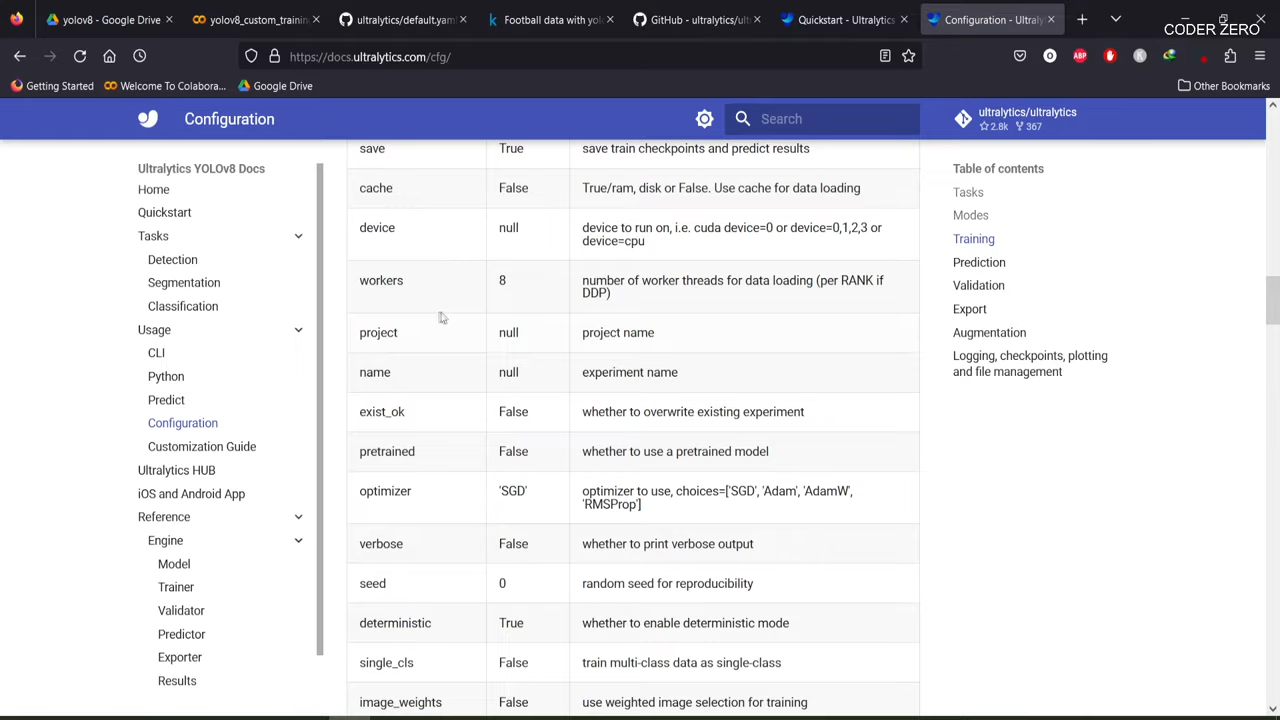 yolov8 - Google Drive
yolov8_custom_training
ultralytics/default.yaml
Football data with yolov
GitHub - ultralytics/ult
Quickstart - Ultralytics
Configuration - Ultraly
CODER ZERO
https://docs.ultralytics.com/cfg/
ABP
Getting Started
Welcome To Colabora...
Google Drive
Other Bookmarks
Configuration
Search
ultralytics/ultralytics
2.8k 367
Ultralytics YOLOv8 Docs
Home
Quickstart
Tasks
Detection
Segmentation
Classification
Usage
CLI
Python
Predict
Configuration
Customization Guide
Ultralytics HUB
iOS and Android App
Reference
Engine
Model
Trainer
Validator
Predictor
Exporter
Results
save True save train checkpoints and predict results
cache False True/ram, disk or False. Use cache for data loading
device null device to run on, i.e. cuda device=0 or device=0,1,2,3 or
device=cpu
workers 8 number of worker threads for data loading (per RANK if
DDP)
project null project name
name null experiment name
exist_ok False whether to overwrite existing experiment
pretrained False whether to use a pretrained model
optimizer 'SGD' optimizer to use, choices=['SGD', 'Adam', 'AdamW',
'RMSProp']
verbose False whether to print verbose output
seed 0 random seed for reproducibility
deterministic True whether to enable deterministic mode
single_cls False train multi-class data as single-class
image_weights False use weighted image selection for training
Table of contents
Tasks
Modes
Training
Prediction
Validation
Export
Augmentation
Logging, checkpoints, plotting
and file management